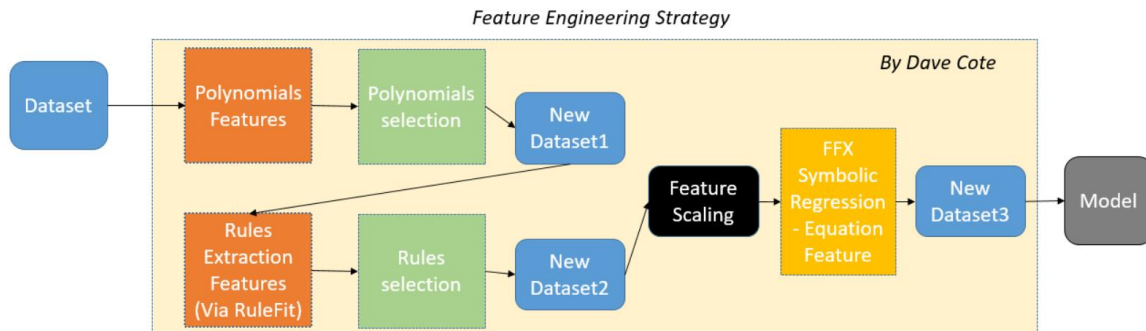 Feature Engineering Strategy
By Dave Cote
Dataset
Polynomials
Features
Polynomials
selection
New
Dataset1
Rules
Extraction
Features
(Via RuleFit)
Rules
selection
New
Dataset2
Feature
Scaling
FFX
Symbolic
Regression
- Equation
Feature
New
Dataset3
Model